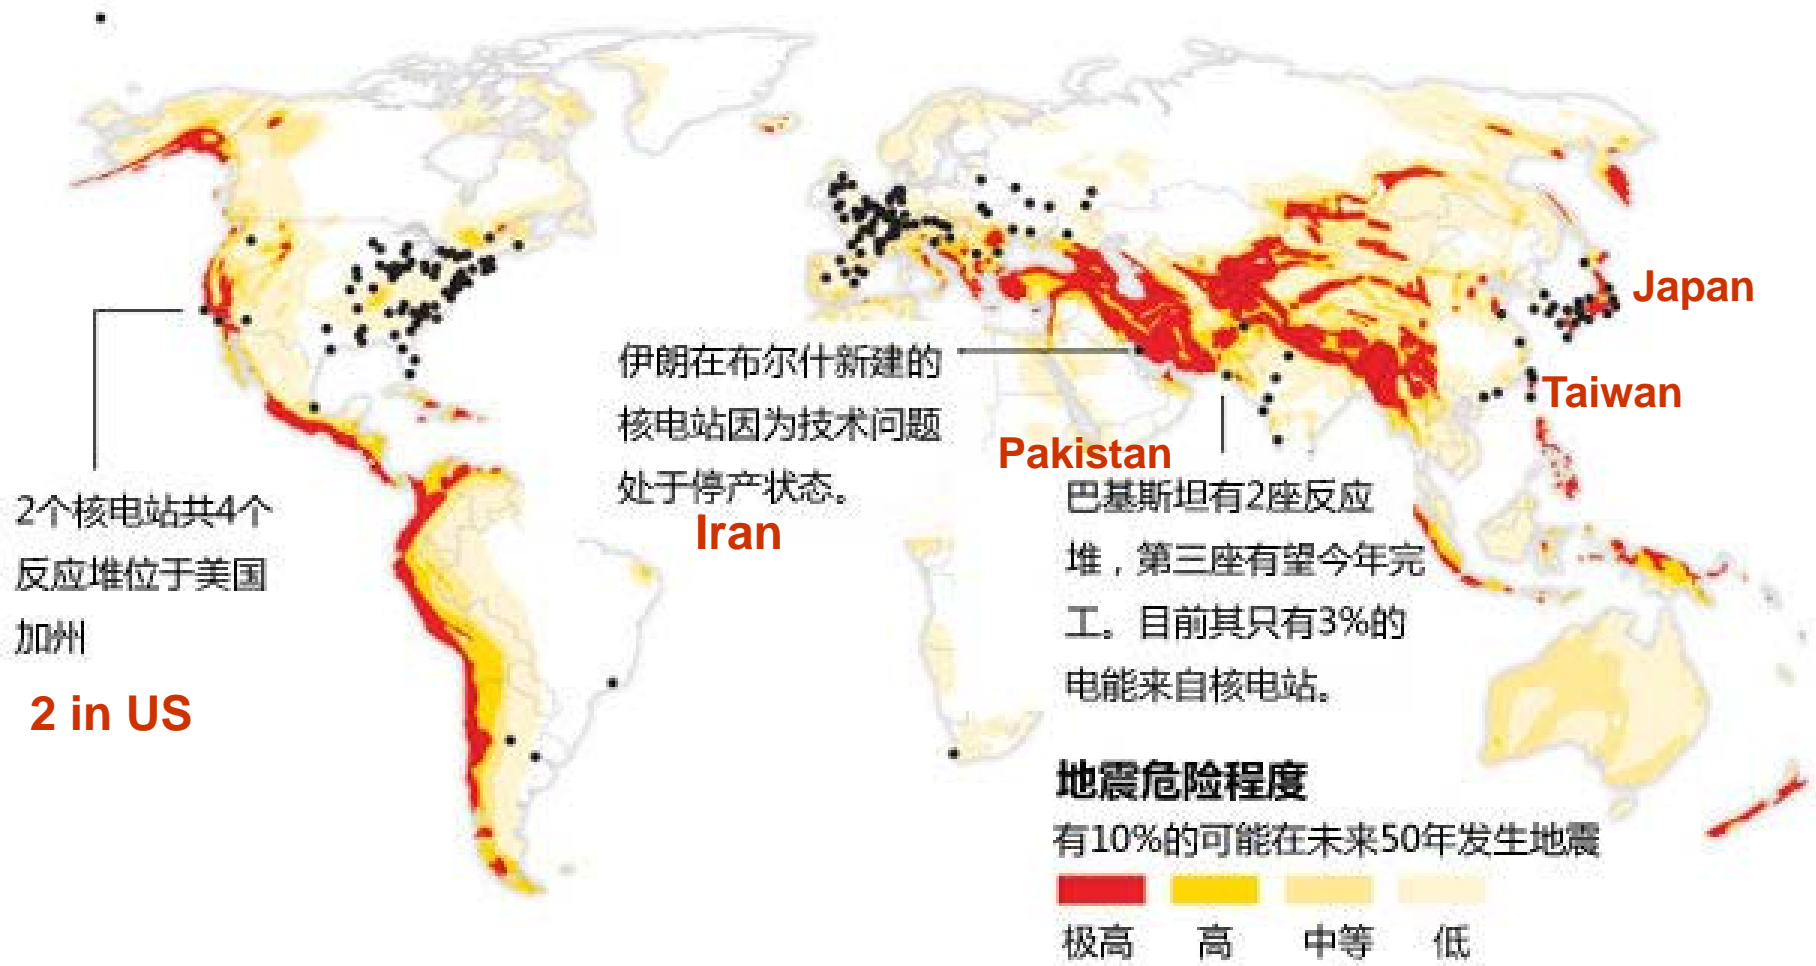 Japan
Taiwan
伊朗在布尔什新建的
核电站因为技术问题
处于停产状态。
Iran
Pakistan
巴基斯坦有2座反应
堆，第三座有望今年完
工。目前其只有3%的
电能来自核电站。
2个核电站共4个
反应堆位于美国
加州
2 in US
地震危险程度
有10%的可能在未来50年发生地震
极高 高 中等 低